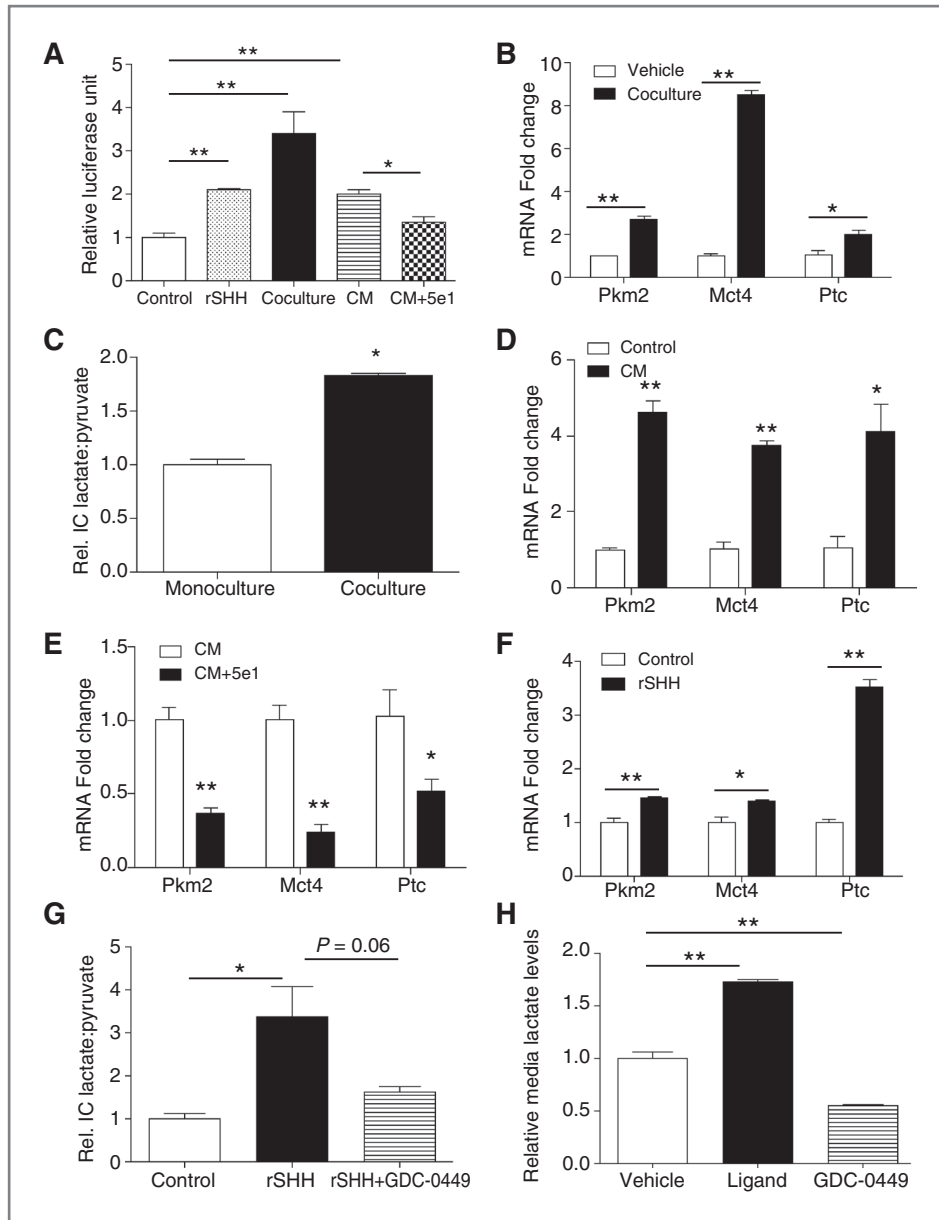 A
Relative luciferase unit
5
4
3
2
1
0
**
**
**
*
Control rSHH Coculture CM CM+5e1
B
Vehicle
Coculture
mRNA Fold change
10
8
6
4
2
0
**
**
*
Pkm2 Mct4 Ptc
C
Rel. IC lactate:pyruvate
2.0
1.5
1.0
0.5
0.0
*
Monoculture Coculture
D
Control
CM
mRNA Fold change
6
4
2
0
**
**
*
Pkm2 Mct4 Ptc
E
CM
CM+5e1
mRNA Fold change
1.5
1.0
0.5
0.0
**
**
*
Pkm2 Mct4 Ptc
F
Control
rSHH
mRNA Fold change
4
3
2
1
0
**
*
**
Pkm2 Mct4 Ptc
G
Rel. IC lactate:pyruvate
5
4
3
2
1
0
*
P = 0.06
Control rSHH rSHH+GDC-0449
H
Relative media lactate levels
2.0
1.5
1.0
0.5
0.0
**
**
Vehicle Ligand GDC-0449